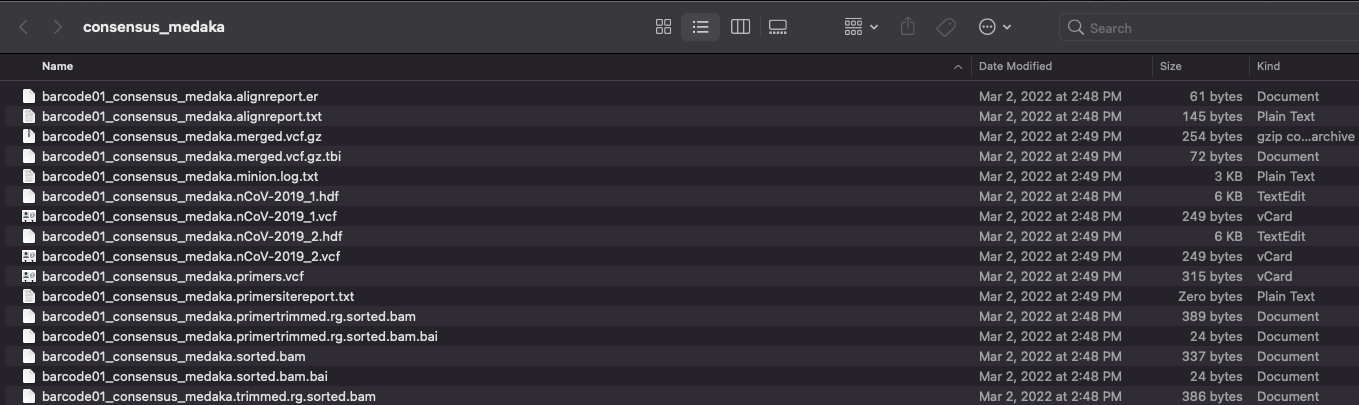 consensus_medaka Search
Name Date Modified Size Kind
barcode01_consensus_medaka.alignreport.er Mar 2, 2022 at 2:48 PM 61 bytes Document
barcode01_consensus_medaka.alignreport.txt Mar 2, 2022 at 2:48 PM 145 bytes Plain Text
barcode01_consensus_medaka.merged.vcf.gz Mar 2, 2022 at 2:49 PM 254 bytes gzip co...archive
barcode01_consensus_medaka.merged.vcf.gz.tbi Mar 2, 2022 at 2:49 PM 72 bytes Document
barcode01_consensus_medaka.minion.log.txt Mar 2, 2022 at 2:49 PM 3 KB Plain Text
barcode01_consensus_medaka.nCoV-2019_1.hdf Mar 2, 2022 at 2:48 PM 6 KB TextEdit
barcode01_consensus_medaka.nCoV-2019_1.vcf Mar 2, 2022 at 2:48 PM 249 bytes vCard
barcode01_consensus_medaka.nCoV-2019_2.hdf Mar 2, 2022 at 2:49 PM 6 KB TextEdit
barcode01_consensus_medaka.nCoV-2019_2.vcf Mar 2, 2022 at 2:49 PM 249 bytes vCard
barcode01_consensus_medaka.primers.vcf Mar 2, 2022 at 2:49 PM 315 bytes vCard
barcode01_consensus_medaka.primersitereport.txt Mar 2, 2022 at 2:49 PM Zero bytes Plain Text
barcode01_consensus_medaka.primertrimmed.rg.sorted.bam Mar 2, 2022 at 2:48 PM 389 bytes Document
barcode01_consensus_medaka.primertrimmed.rg.sorted.bam.bai Mar 2, 2022 at 2:48 PM 24 bytes Document
barcode01_consensus_medaka.sorted.bam Mar 2, 2022 at 2:48 PM 337 bytes Document
barcode01_consensus_medaka.sorted.bam.bai Mar 2, 2022 at 2:48 PM 24 bytes Document
barcode01_consensus_medaka.trimmed.rg.sorted.bam Mar 2, 2022 at 2:48 PM 386 bytes Document